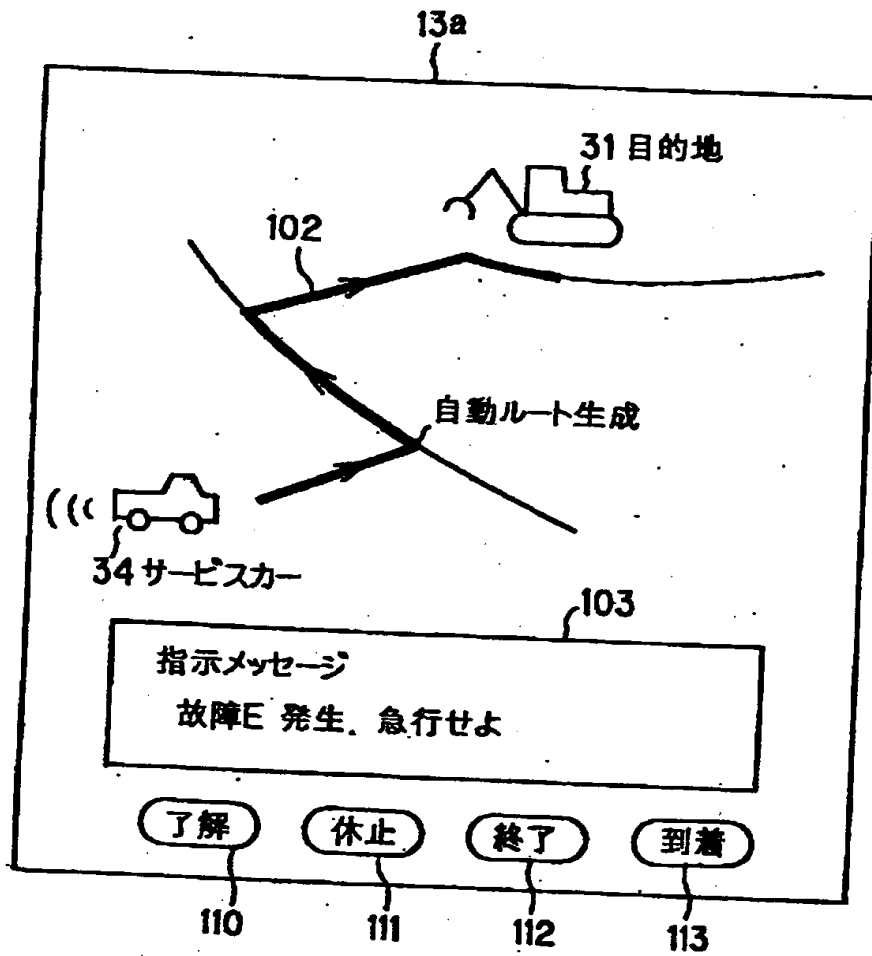 13a
31 目的地
102
自動ルート生成
34 サービスカー
103
指示メッセージ
故障E 発生. 急行せよ
了解 休止 終了 到着
110 111 112 113